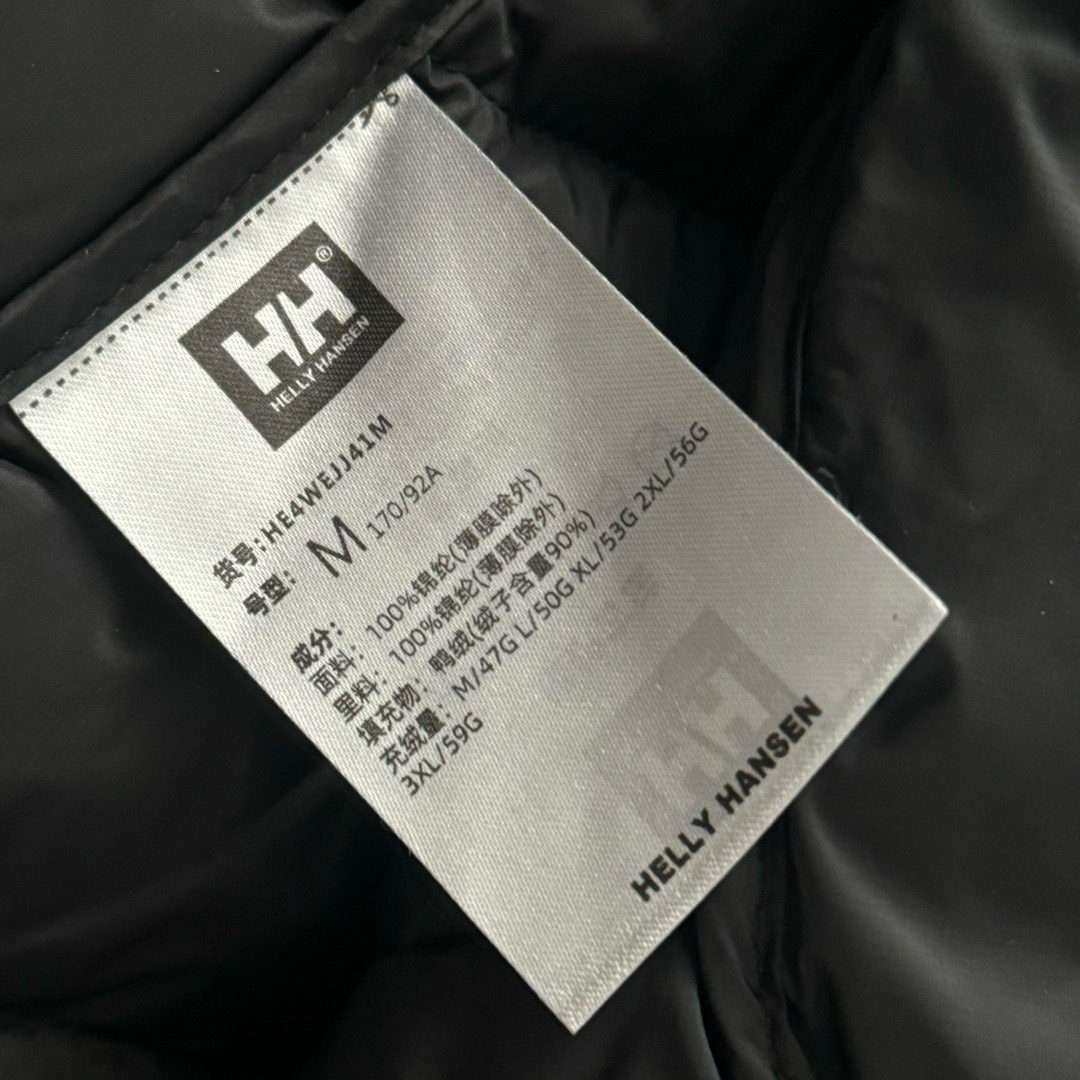 HH®
HELLY HANSEN
货号:HE4WEJJ41M
号型: M 170/92A
成分:
面料: 100%锦纶(薄膜除外)
里料: 100%锦纶(薄膜除外)
填充物: 鸭绒(绒子含量90%)
充绒量: M/47G L/50G XL/53G 2XL/56G
3XL/59G
HELLY HANSEN